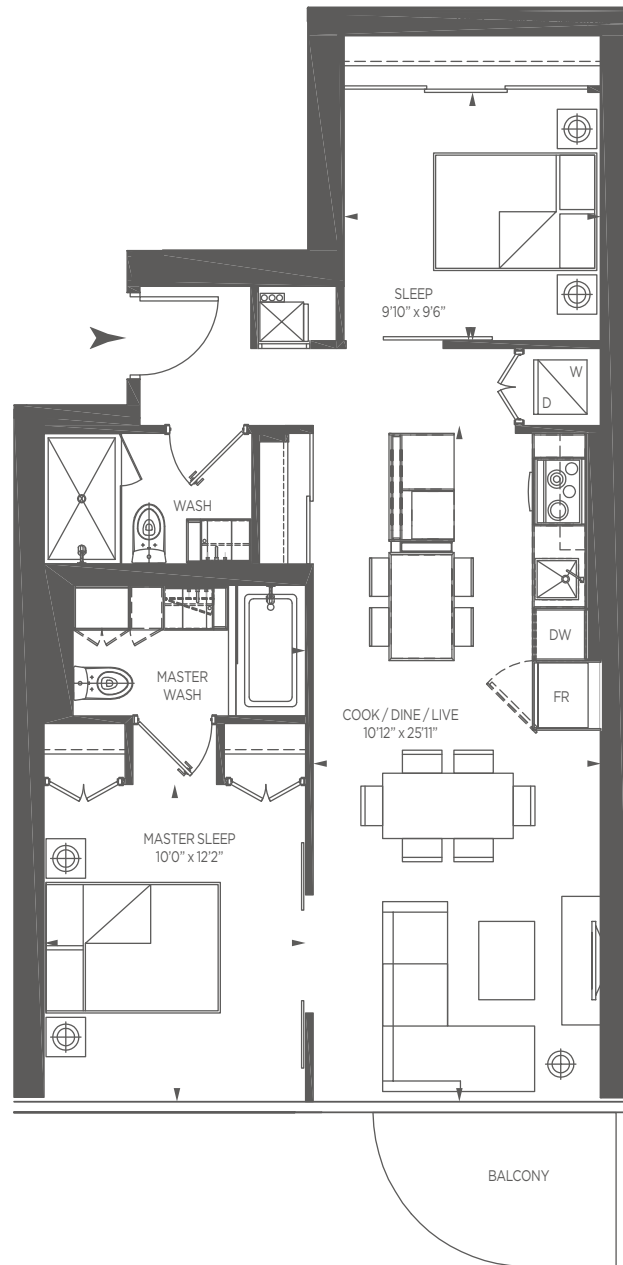 SLEEP
9'10" x 9'6"
W
D
WASH
DW
MASTER
WASH
FR
COOK / DINE / LIVE
10'12" x 25'11"
MASTER SLEEP
10'0" x 12'2"
BALCONY